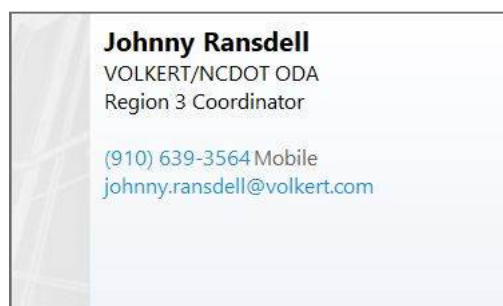 Johnny Ransdell
VOLKERT/NCDOT ODA
Region 3 Coordinator
(910) 639-3564 Mobile
johnny.ransdell@volkert.com